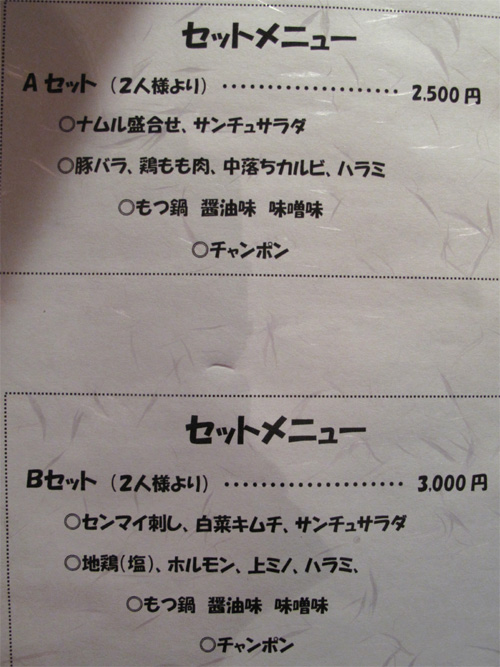 セットメニュー
Aセット（2人様より）‥‥‥‥‥‥‥‥‥‥ 2.500円
○ナムル盛合せ、サンチュサラダ
○豚バラ、鶏もも肉、中落ちカルビ、ハラミ
○もつ鍋 醤油味 味噌味
○チャンポン
セットメニュー
Bセット（2人様より）‥‥‥‥‥‥‥‥‥‥ 3.000円
○センマイ刺し、白菜キムチ、サンチュサラダ
○地鶏(塩)、ホルモン、上ミノ、ハラミ、
○もつ鍋 醤油味 味噌味
○チャンポン